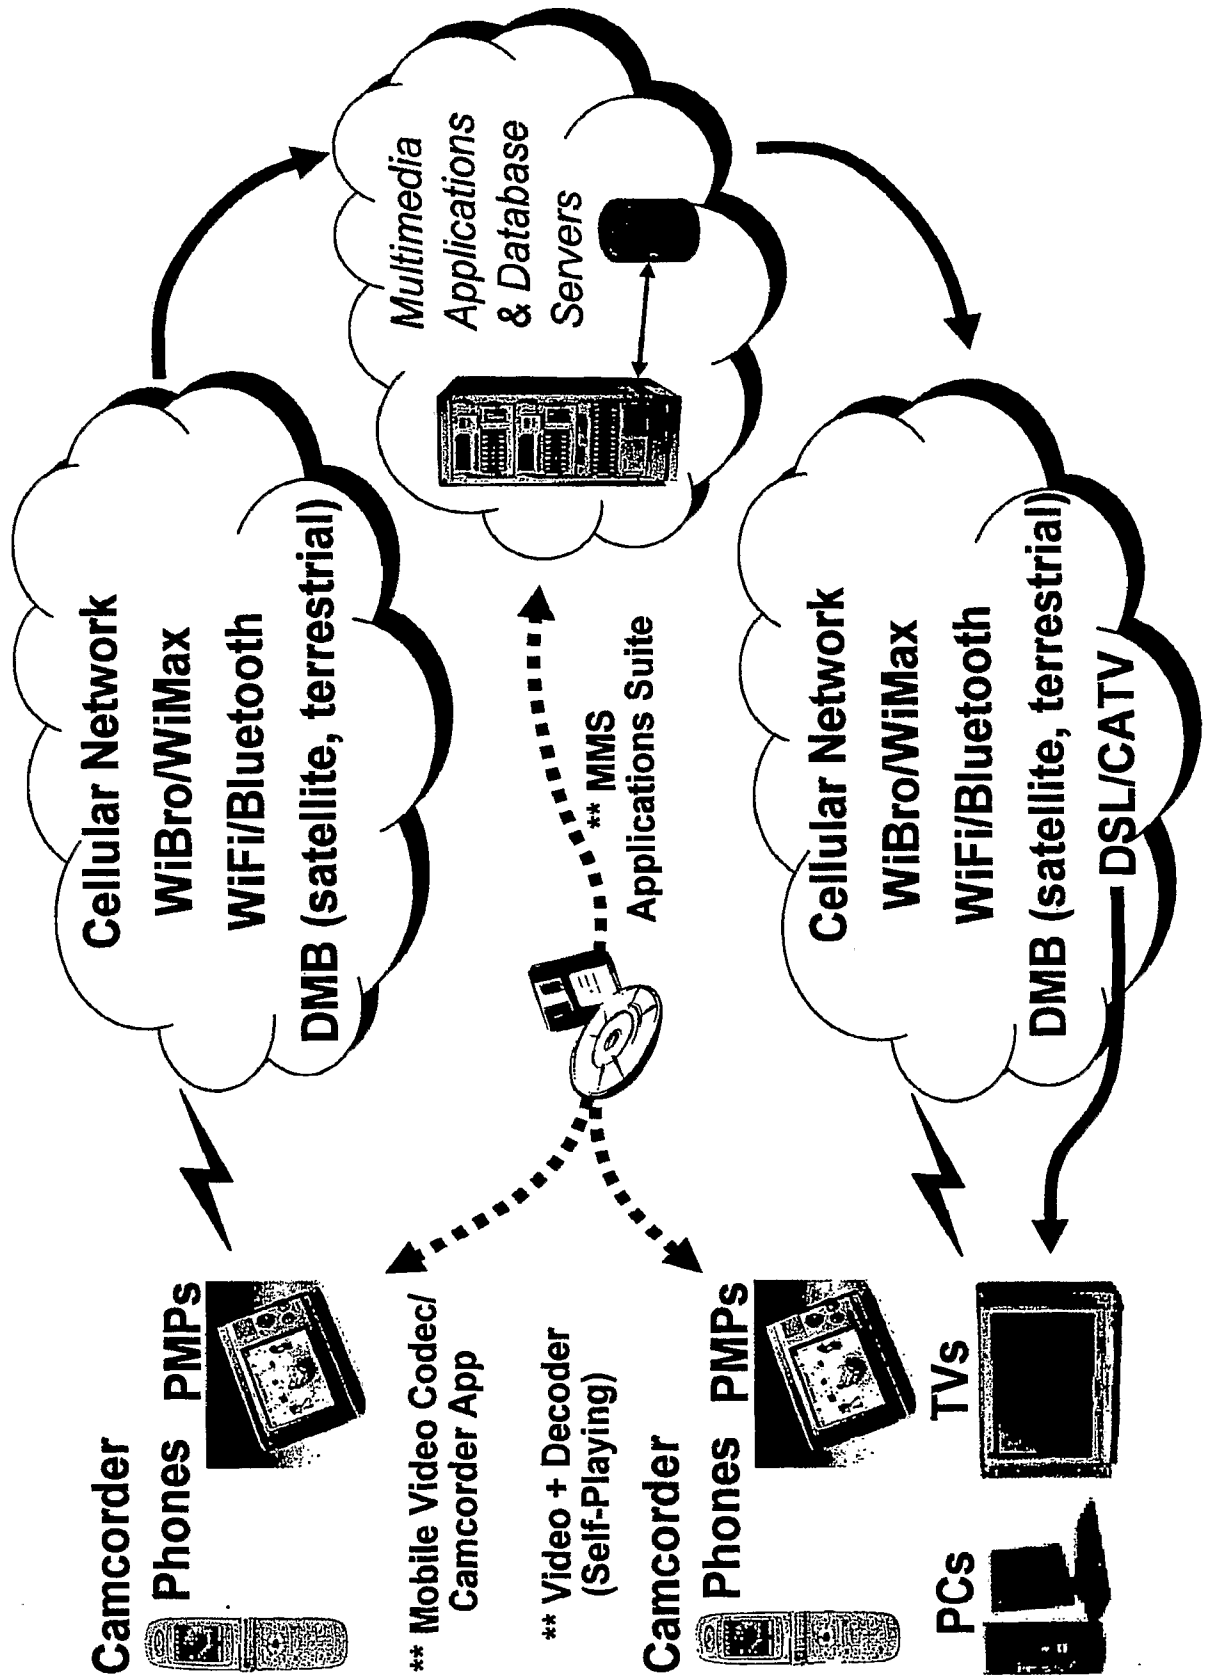 Camcorder
Phones
PMPs
Cellular Network
WiBro/WiMax
WiFi/Bluetooth
DMB (satellite, terrestrial)
Multimedia
Applications
& Database
Servers
** Mobile Video Codec/
Camcorder App
** Video + Decoder
(Self-Playing)
** MMS
Applications Suite
Camcorder
Phones
PMPs
PCs
TVs
Cellular Network
WiBro/WiMax
WiFi/Bluetooth
DMB (satellite, terrestrial)
DSL/CATV